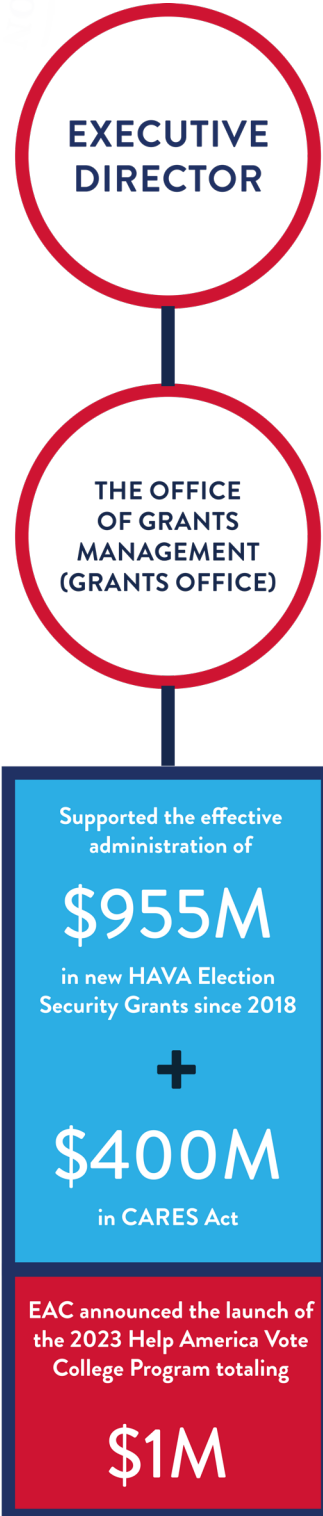 EXECUTIVE
DIRECTOR
THE OFFICE
OF GRANTS
MANAGEMENT
(GRANTS OFFICE)
Supported the effective
administration of
$955M
in new HAVA Election
Security Grants since 2018
+
$400M
in CARES Act
EAC announced the launch of
the 2023 Help America Vote
College Program totaling
$1M